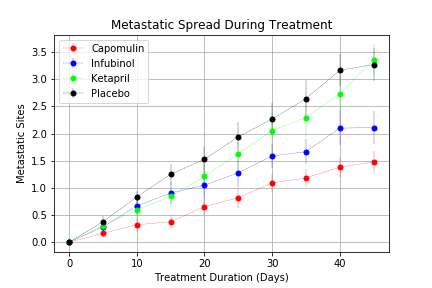 Metastatic Spread During Treatment
Capomulin
Infubinol
Ketapril
Placebo
Metastatic Sites
3.5
3.0
2.5
2.0
1.5
1.0
0.5
0.0
0 10 20 30 40
Treatment Duration (Days)